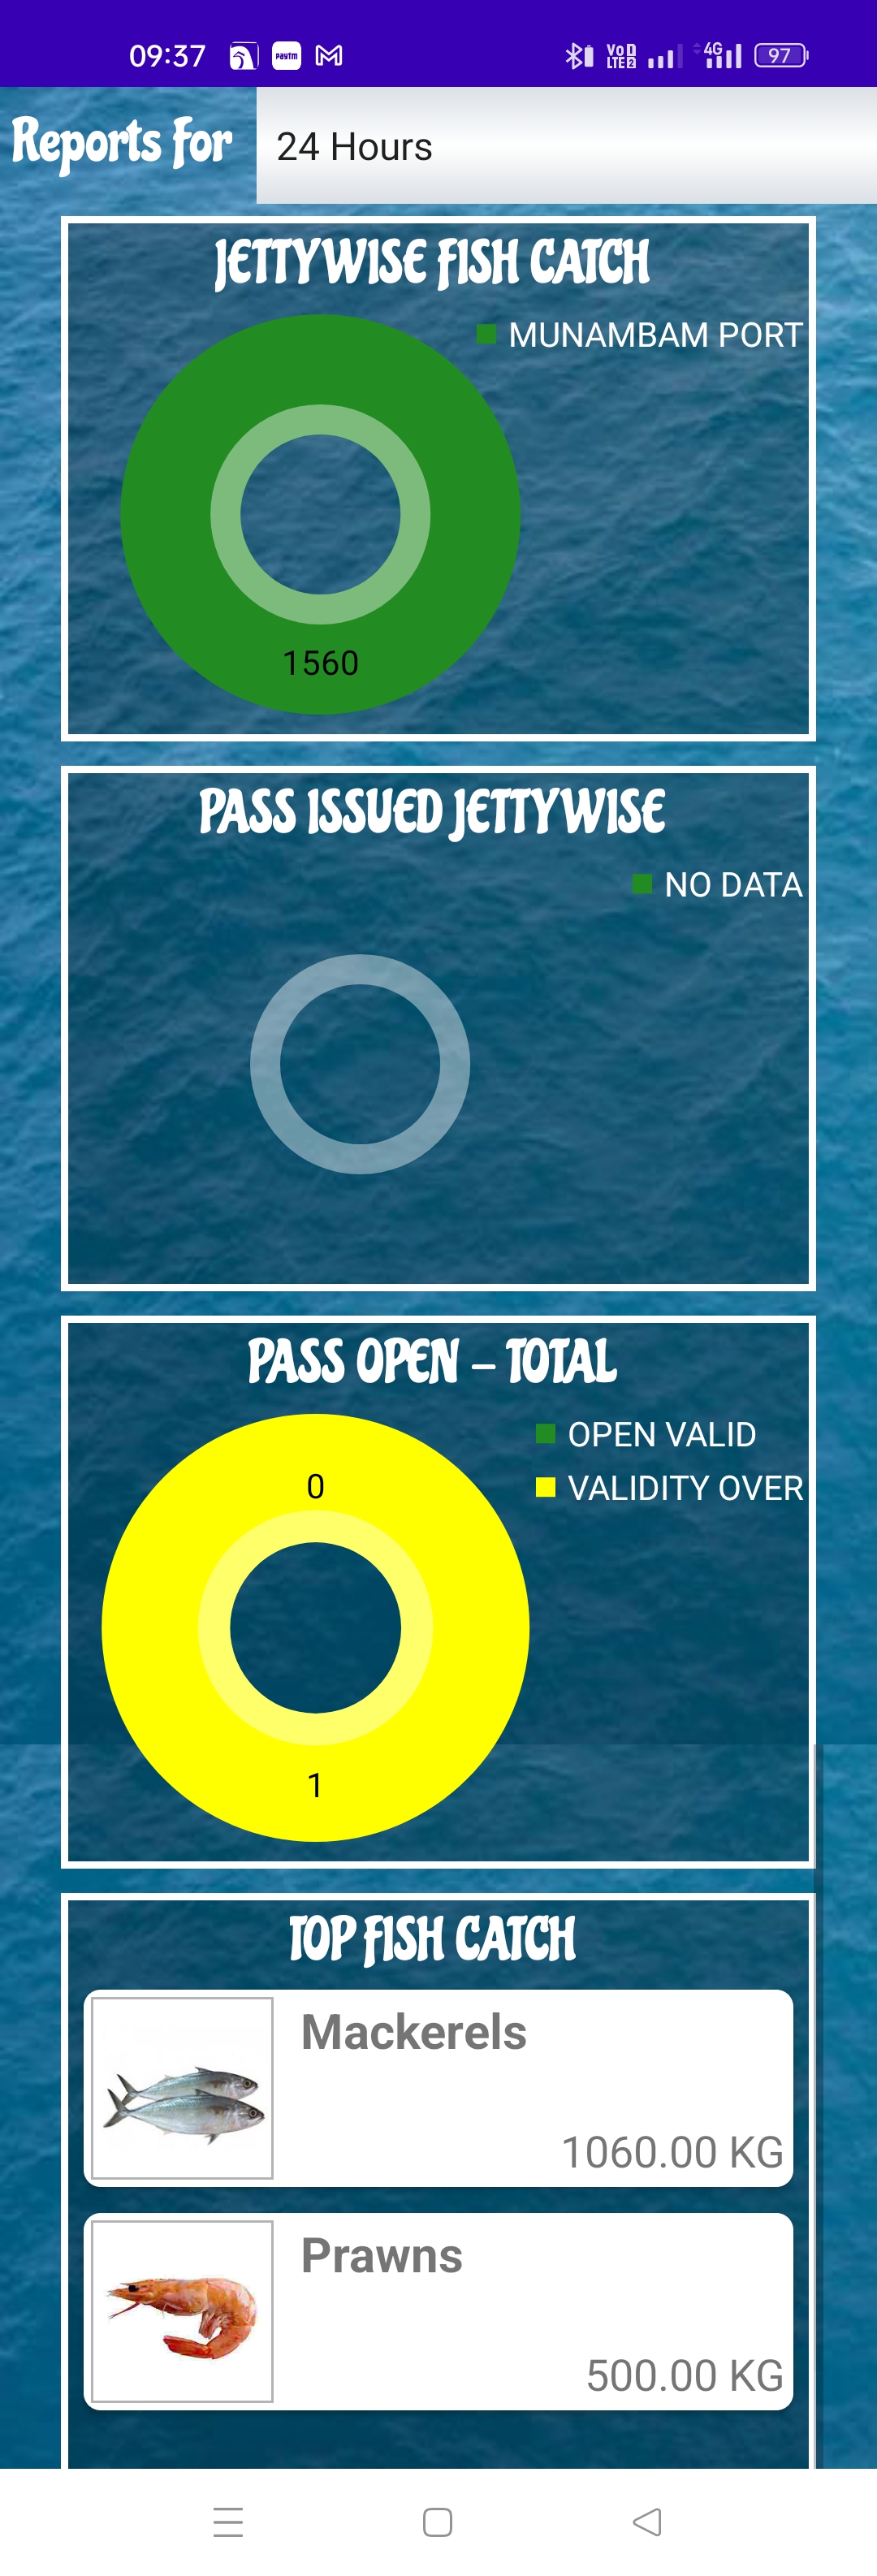 09:37
paytm
Vo LTE2
4G
97
Reports For
24 Hours
JETTYWISE FISH CATCH
MUNAMBAM PORT
1560
PASS ISSUED JETTYWISE
NO DATA
PASS OPEN – TOTAL
OPEN VALID
VALIDITY OVER
0
1
TOP FISH CATCH
Mackerels
1060.00 KG
Prawns
500.00 KG